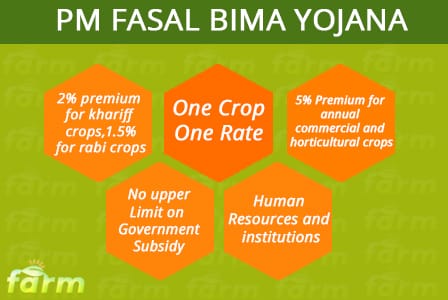 PM FASAL BIMA YOJANA
2% premium
for khariff
crops,1.5%
for rabi crops
One Crop
One Rate
5% Premium for
annual
commercial and
horticultural crops
No upper
Limit on
Government
Subsidy
Human
Resources and
institutions
farm